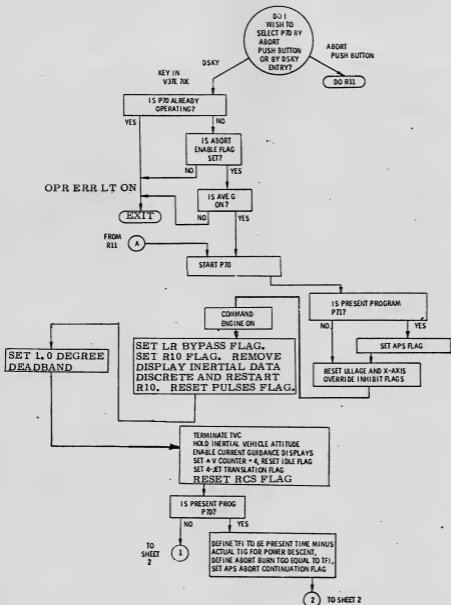 DO I
WISH TO
SELECT P70 BY
ABORT
PUSH BUTTON
OR BY DSKY
ENTRY?
ABORT
PUSH BUTTON
DSKY
KEY IN
V37E 70E
DO R11
IS P70 ALREADY
OPERATING?
YES
NO
IS ABORT
ENABLE FLAG
SET?
NO
YES
OPR ERR LT ON
IS AVE G
ON?
EXIT
NO
YES
FROM
R11
A
START P70
IS PRESENT PROGRAM
P71?
COMMAND
ENGINE ON
NO
YES
SET APS FLAG
SET LR BYPASS FLAG.
SET R10 FLAG. REMOVE
DISPLAY INERTIAL DATA
DISCRETE AND RESTART
R10. RESET PULSES FLAG.
SET 1.0 DEGREE
DEADBAND
RESET ULLAGE AND X-AXIS
OVERRIDE INHIBIT FLAGS
TERMINATE TVC
HOLD INERTIAL VEHICLE ATTITUDE
ENABLE CURRENT GUIDANCE DISPLAYS
SET ∆ V COUNTER = 4, RESET IDLE FLAG
SET 4-JET TRANSLATION FLAG
RESET RCS FLAG
IS PRESENT PROG
P70?
NO
YES
TO
SHEET
2
1
DEFINE TFI TO BE PRESENT TIME MINUS
ACTUAL TIG FOR POWER DESCENT,
DEFINE ABORT BURN TGO EQUAL TO TFI,
SET APS ABORT CONTINUATION FLAG
2
TO SHEET 2